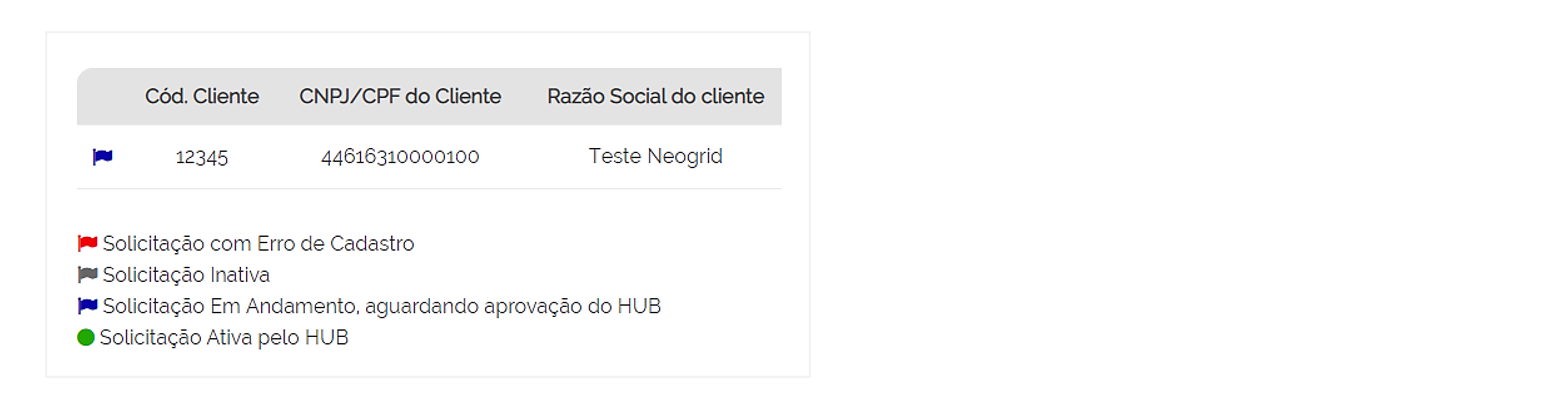 Cód. Cliente CNPJ/CPF do Cliente Razão Social do cliente
12345 44616310000100 Teste Neogrid
Solicitação com Erro de Cadastro
Solicitação Inativa
Solicitação Em Andamento, aguardando aprovação do HUB
Solicitação Ativa pelo HUB